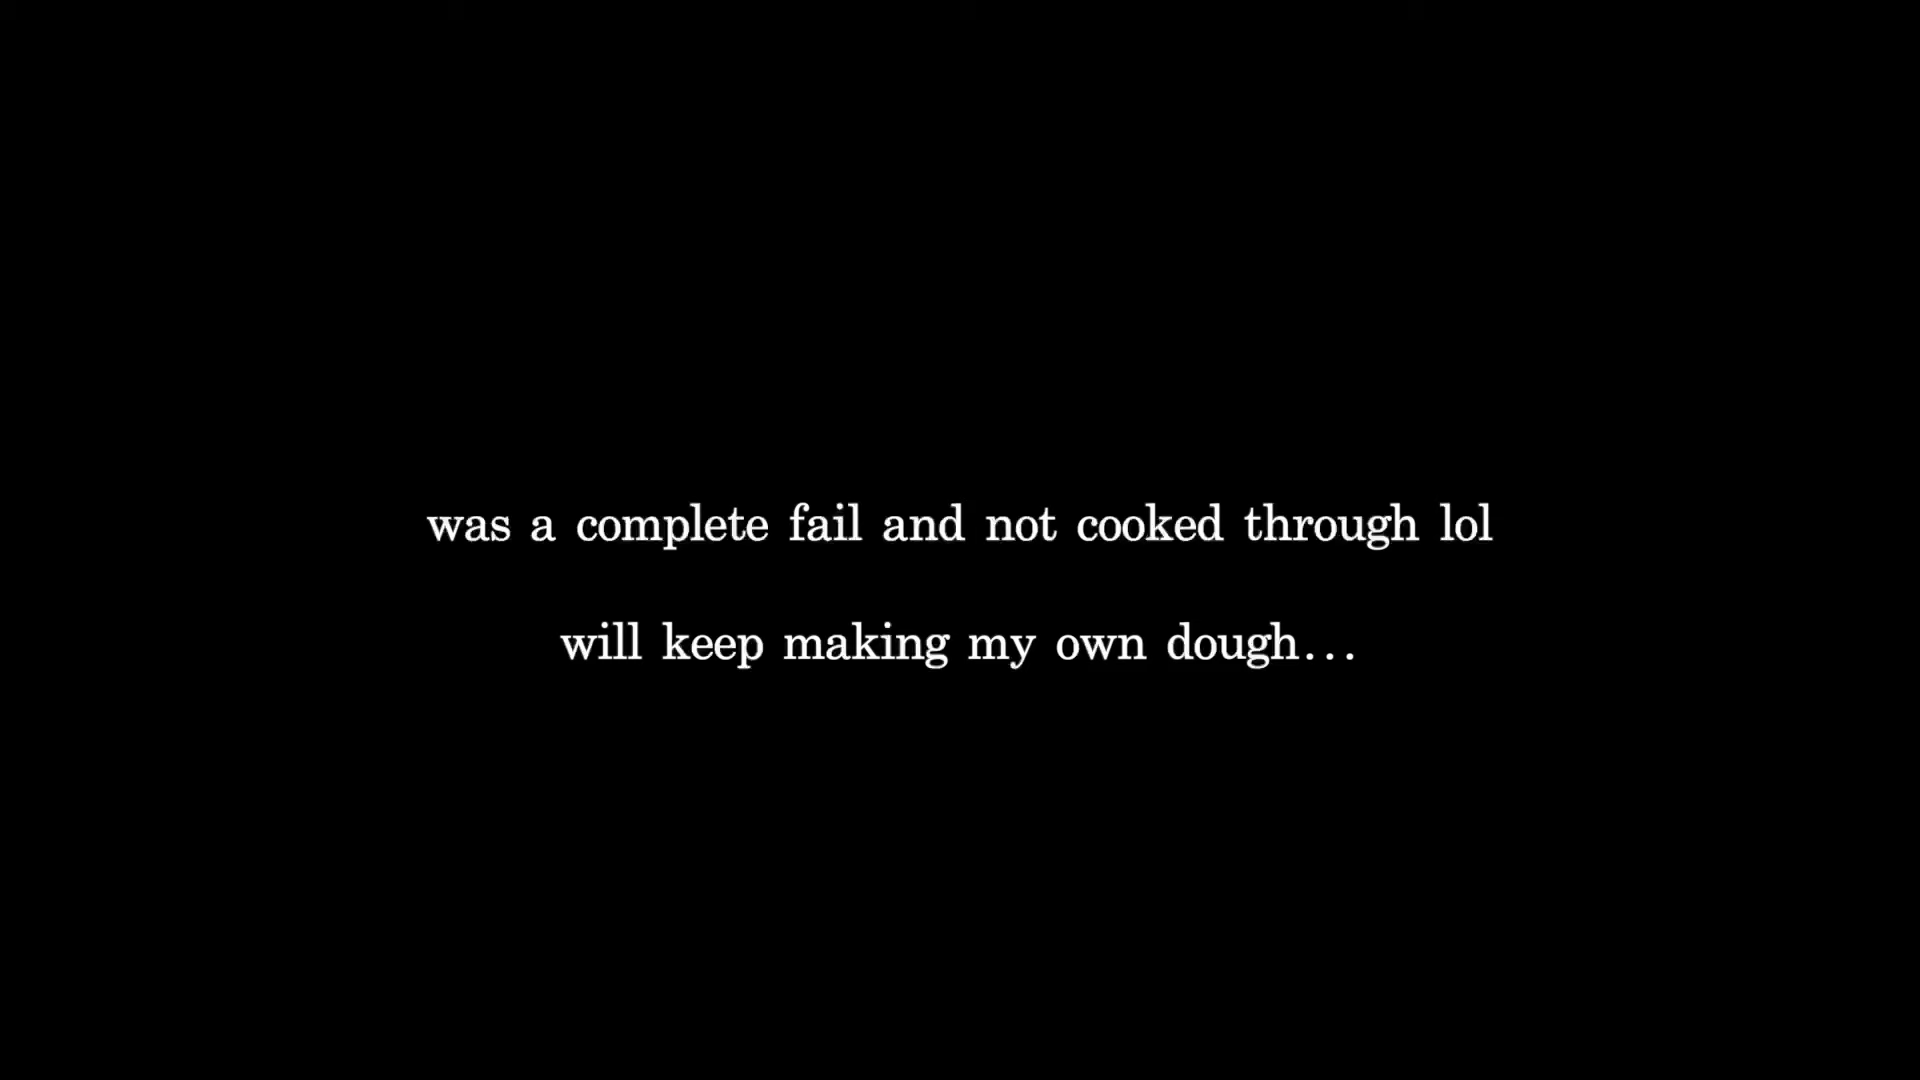 was a complete fail and not cooked through lol
will keep making my own dough...